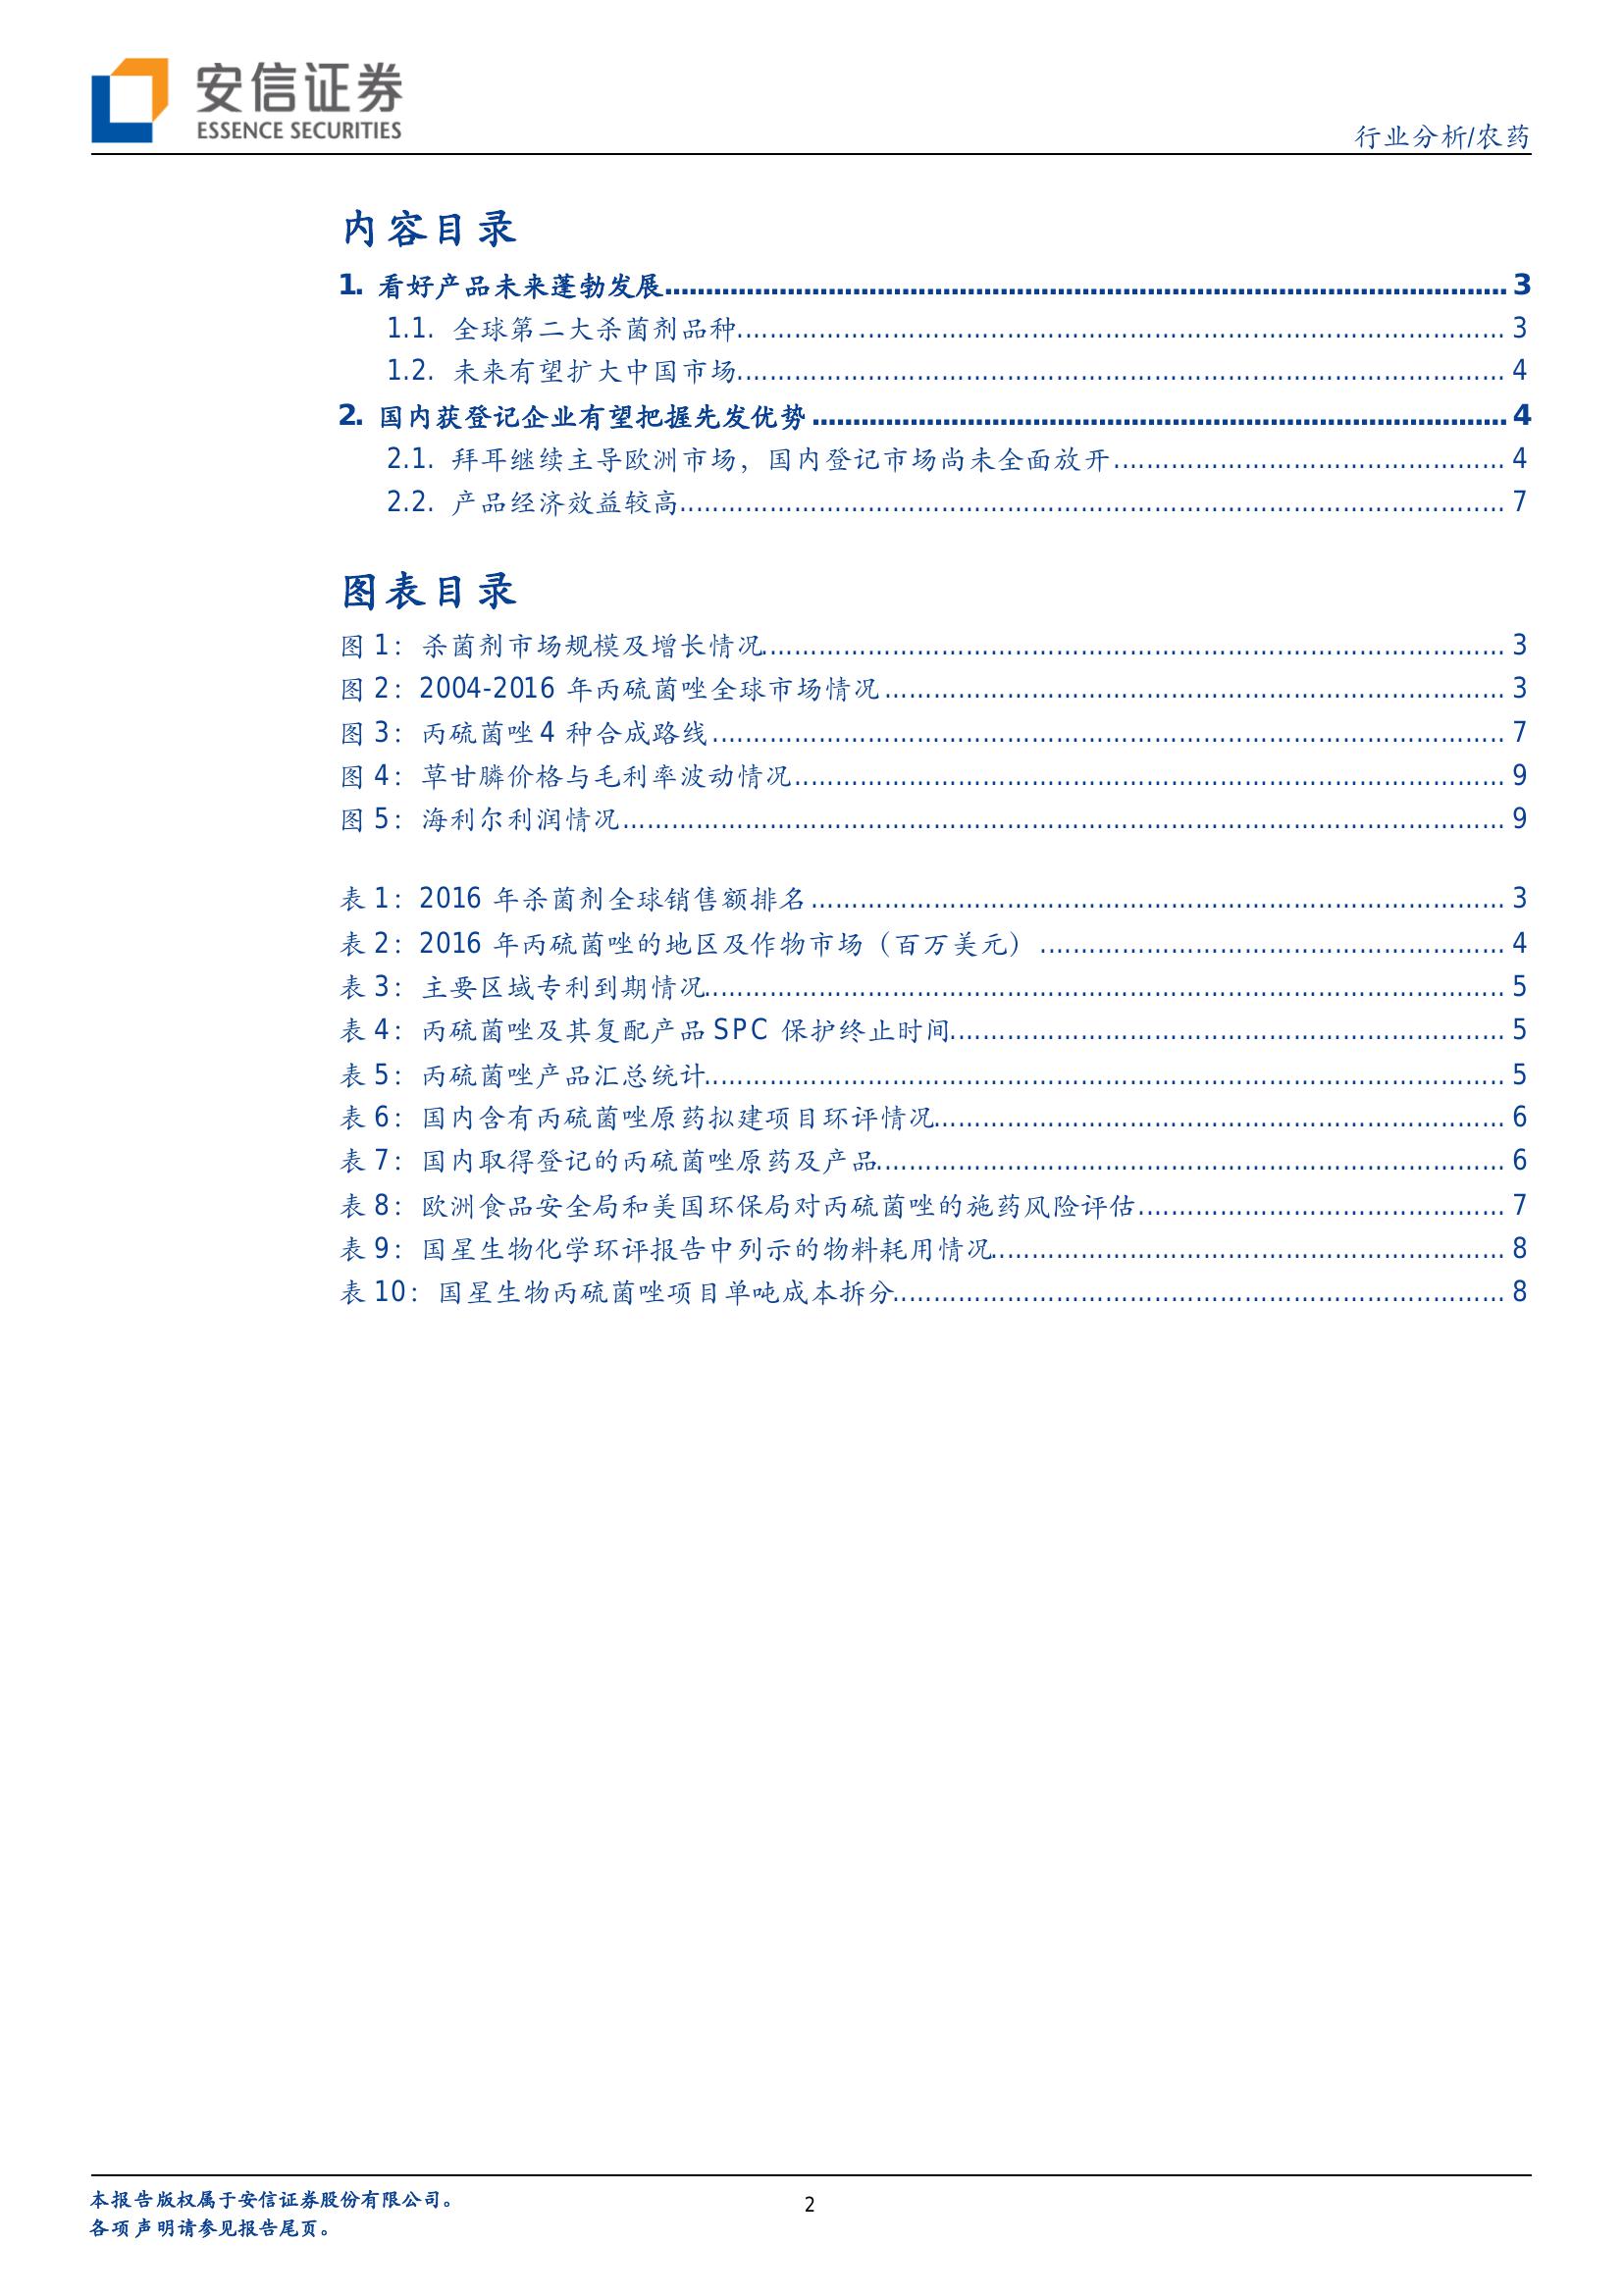 安信证券
ESSENCE SECURITIES
行业分析/农药
内容目录
1. 看好产品未来蓬勃发展 3
1.1. 全球第二大杀菌剂品种 3
1.2. 未来有望扩大中国市场 4
2. 国内获登记企业有望把握先发优势 4
2.1. 拜耳继续主导欧洲市场，国内登记市场尚未全面放开 4
2.2. 产品经济效益较高 7
图表目录
图 1：杀菌剂市场规模及增长情况 3
图 2：2004-2016 年丙硫菌唑全球市场情况 3
图 3：丙硫菌唑 4 种合成路线 7
图 4：草甘膦价格与毛利率波动情况 9
图 5：海利尔利润情况 9
表 1：2016 年杀菌剂全球销售额排名 3
表 2：2016 年丙硫菌唑的地区及作物市场（百万美元） 4
表 3：主要区域专利到期情况 5
表 4：丙硫菌唑及其复配产品 SPC 保护终止时间 5
表 5：丙硫菌唑产品汇总统计 5
表 6：国内含有丙硫菌唑原药拟建项目环评情况 6
表 7：国内取得登记的丙硫菌唑原药及产品 6
表 8：欧洲食品安全局和美国环保局对丙硫菌唑的施药风险评估 7
表 9：国星生物化学环评报告中列示的物料耗用情况 8
表 10：国星生物丙硫菌唑项目单吨成本拆分 8
本报告版权属于安信证券股份有限公司。
2
各项声明请参见报告尾页。